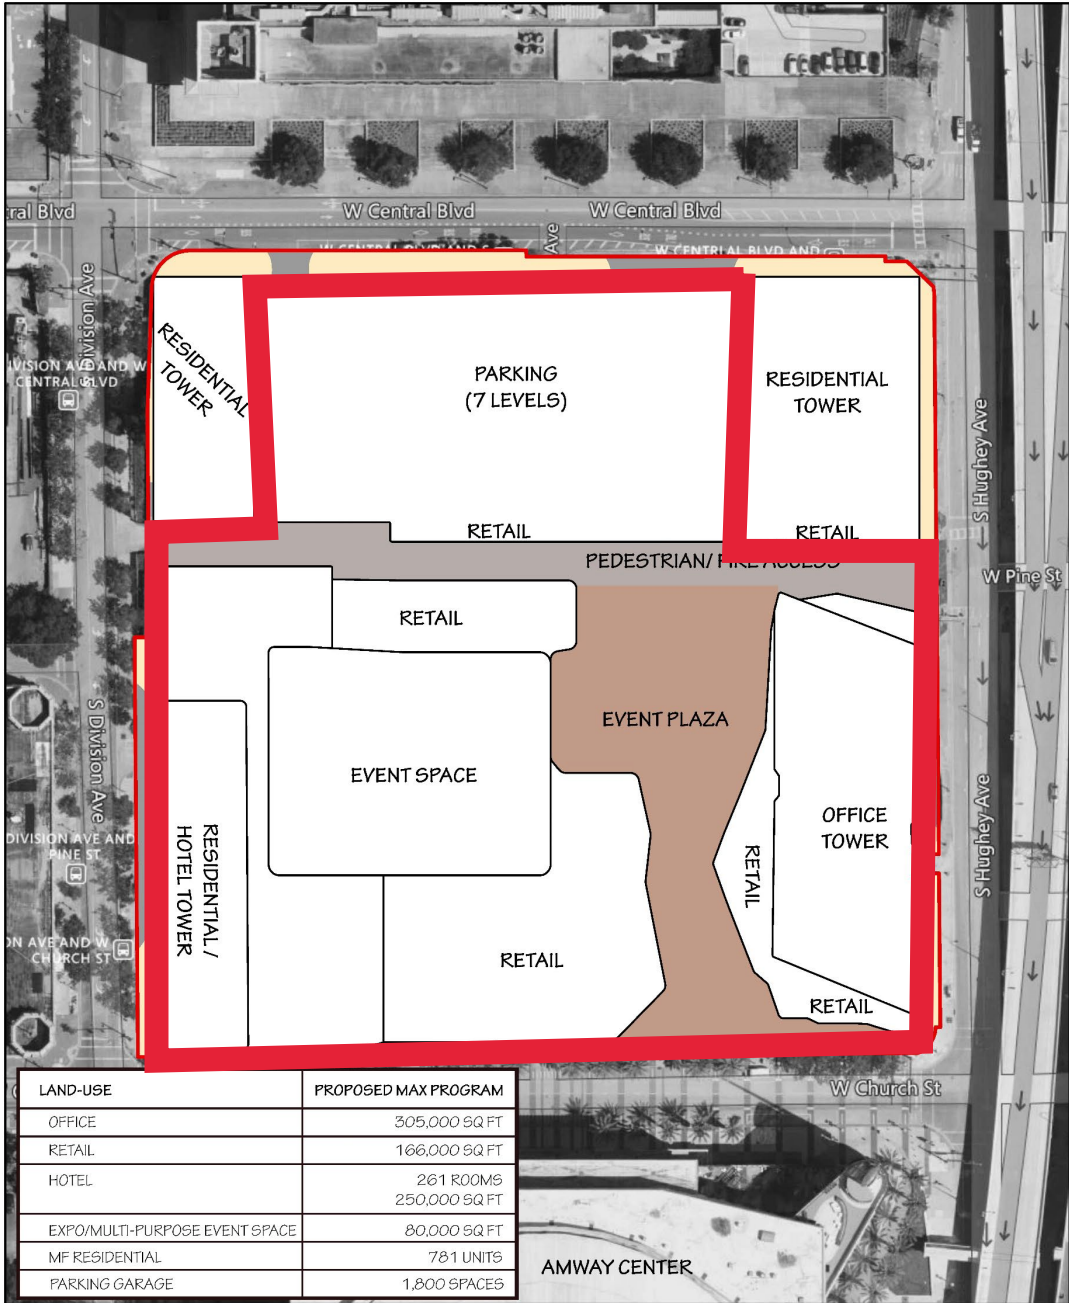 ral Blvd
W Central Blvd
W Central Blvd
Ave
W CENTRLAL BLVD AND
S Division Ave
DIVISION AVE AND W
CENTRAL BLVD
RESIDENTIAL
TOWER
PARKING
(7 LEVELS)
RESIDENTIAL
TOWER
S Hughey Ave
RETAIL
RETAIL
PEDESTRIAN/ FIRE ACCESS
W Pine St
RETAIL
EVENT PLAZA
EVENT SPACE
S Division Ave
DIVISION AVE AND
PINE ST
RESIDENTIAL /
HOTEL TOWER
OFFICE
TOWER
RETAIL
S Hughey Ave
ON AVE AND W
CHURCH ST
RETAIL
RETAIL
W Church St
LAND-USE PROPOSED MAX PROGRAM
OFFICE 305,000 SQ FT
RETAIL 166,000 SQ FT
HOTEL 261 ROOMS
250,000 SQ FT
EXPO/MULTI-PURPOSE EVENT SPACE 80,000 SQ FT
MF RESIDENTIAL 781 UNITS
PARKING GARAGE 1,800 SPACES
AMWAY CENTER